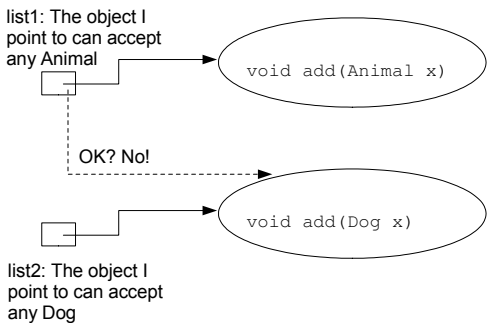 list1: The object I
point to can accept
any Animal
void add(Animal x)
OK? No!
void add(Dog x)
list2: The object I
point to can accept
any Dog